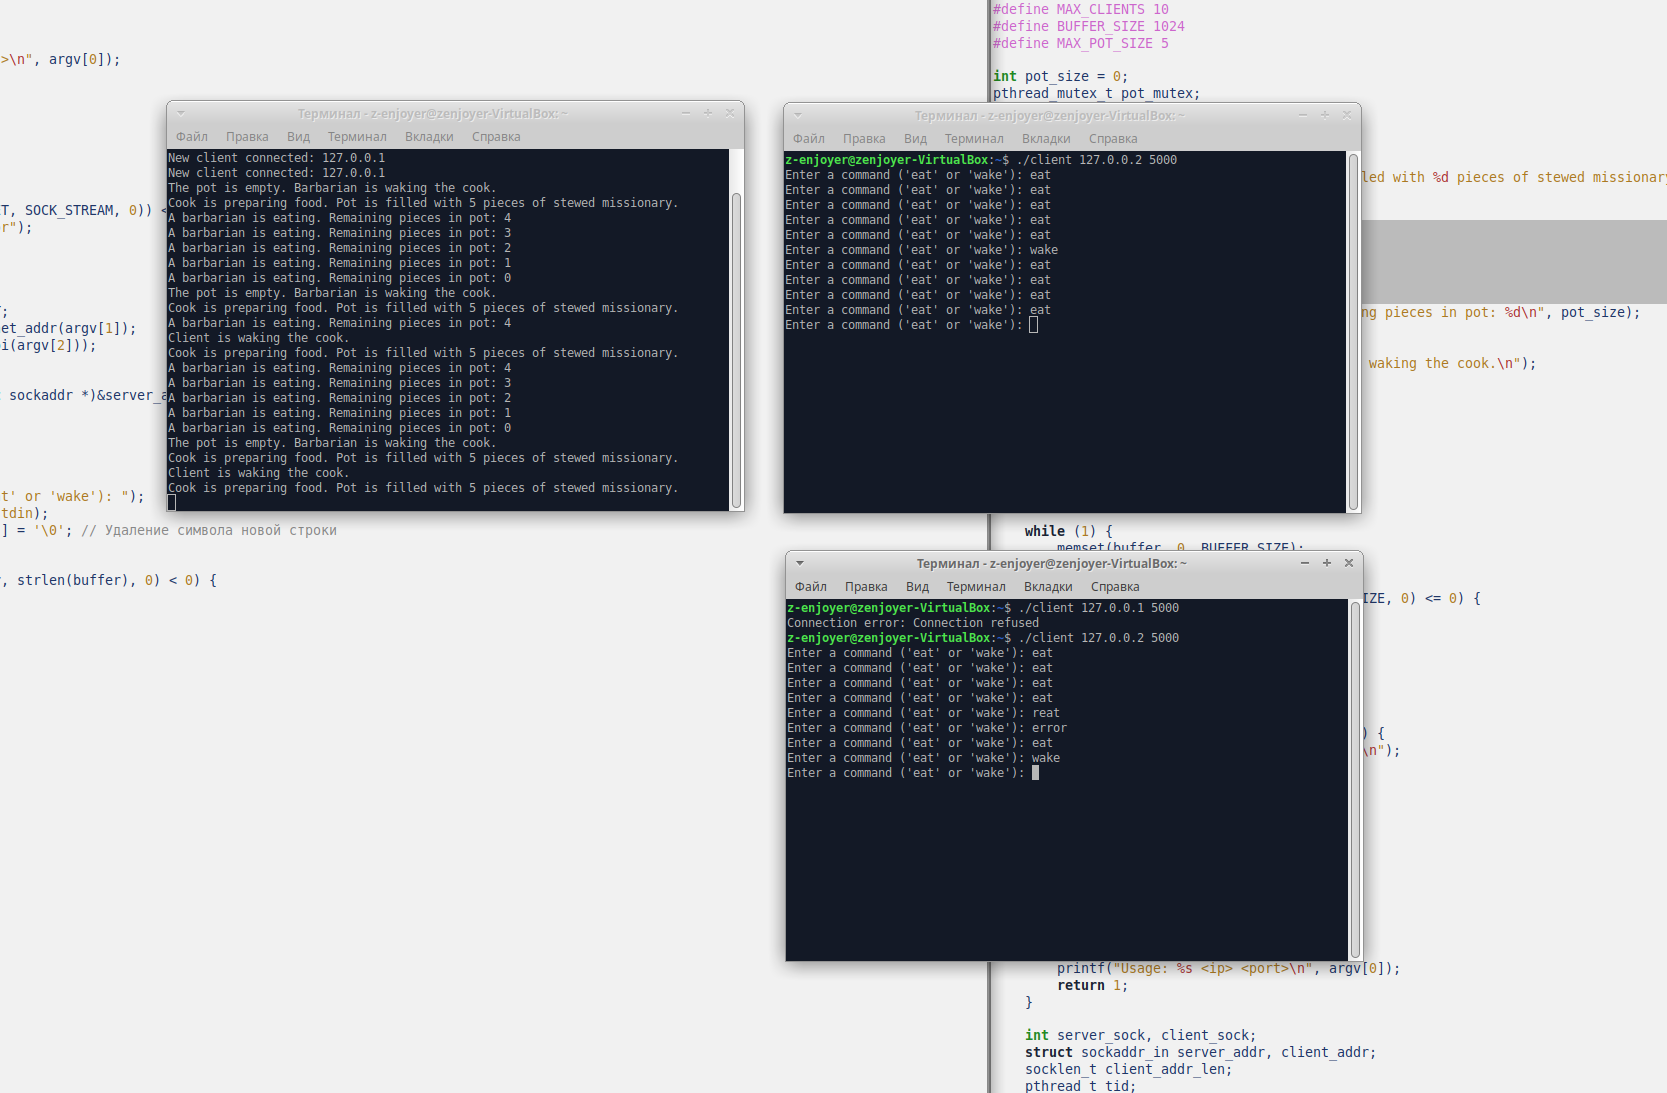 >\n", argv[0]);
T, SOCK_STREAM, 0)) <
r");
;
et_addr(argv[1]);
i(argv[2]));
sockaddr *)&server_a
t' or 'wake'): ");
tdin);
] = '\0'; // Удаление символа новой строки
, strlen(buffer), 0) < 0) {
Терминал - z-enjoyer@zenjoyer-VirtualBox: ~
Файл Правка Вид Терминал Вкладки Справка
New client connected: 127.0.0.1
New client connected: 127.0.0.1
The pot is empty. Barbarian is waking the cook.
Cook is preparing food. Pot is filled with 5 pieces of stewed missionary.
A barbarian is eating. Remaining pieces in pot: 4
A barbarian is eating. Remaining pieces in pot: 3
A barbarian is eating. Remaining pieces in pot: 2
A barbarian is eating. Remaining pieces in pot: 1
A barbarian is eating. Remaining pieces in pot: 0
The pot is empty. Barbarian is waking the cook.
Cook is preparing food. Pot is filled with 5 pieces of stewed missionary.
A barbarian is eating. Remaining pieces in pot: 4
Client is waking the cook.
Cook is preparing food. Pot is filled with 5 pieces of stewed missionary.
A barbarian is eating. Remaining pieces in pot: 4
A barbarian is eating. Remaining pieces in pot: 3
A barbarian is eating. Remaining pieces in pot: 2
A barbarian is eating. Remaining pieces in pot: 1
A barbarian is eating. Remaining pieces in pot: 0
The pot is empty. Barbarian is waking the cook.
Cook is preparing food. Pot is filled with 5 pieces of stewed missionary.
Client is waking the cook.
Cook is preparing food. Pot is filled with 5 pieces of stewed missionary.
#define MAX_CLIENTS 10
#define BUFFER_SIZE 1024
#define MAX_POT_SIZE 5
int pot_size = 0;
pthread_mutex_t pot_mutex;
Терминал - z-enjoyer@zenjoyer-VirtualBox: ~
Файл Правка Вид Терминал Вкладки Справка
z-enjoyer@zenjoyer-VirtualBox:~$ ./client 127.0.0.2 5000
Enter a command ('eat' or 'wake'): eat
Enter a command ('eat' or 'wake'): eat
Enter a command ('eat' or 'wake'): eat
Enter a command ('eat' or 'wake'): eat
Enter a command ('eat' or 'wake'): eat
Enter a command ('eat' or 'wake'): wake
Enter a command ('eat' or 'wake'): eat
Enter a command ('eat' or 'wake'): eat
Enter a command ('eat' or 'wake'): eat
Enter a command ('eat' or 'wake'): eat
Enter a command ('eat' or 'wake'):
led with %d pieces of stewed missionary
ng pieces in pot: %d\n", pot_size);
waking the cook.\n");
while (1) {
memset(buffer, 0, BUFFER_SIZE);
Терминал - z-enjoyer@zenjoyer-VirtualBox: ~
Файл Правка Вид Терминал Вкладки Справка
z-enjoyer@zenjoyer-VirtualBox:~$ ./client 127.0.0.1 5000
Connection error: Connection refused
z-enjoyer@zenjoyer-VirtualBox:~$ ./client 127.0.0.2 5000
Enter a command ('eat' or 'wake'): eat
Enter a command ('eat' or 'wake'): eat
Enter a command ('eat' or 'wake'): eat
Enter a command ('eat' or 'wake'): eat
Enter a command ('eat' or 'wake'): reat
Enter a command ('eat' or 'wake'): error
Enter a command ('eat' or 'wake'): eat
Enter a command ('eat' or 'wake'): wake
Enter a command ('eat' or 'wake'):
IZE, 0) <= 0) {
) {
\n");
printf("Usage: %s <ip> <port>\n", argv[0]);
return 1;
}
int server_sock, client_sock;
struct sockaddr_in server_addr, client_addr;
socklen_t client_addr_len;
pthread_t tid;